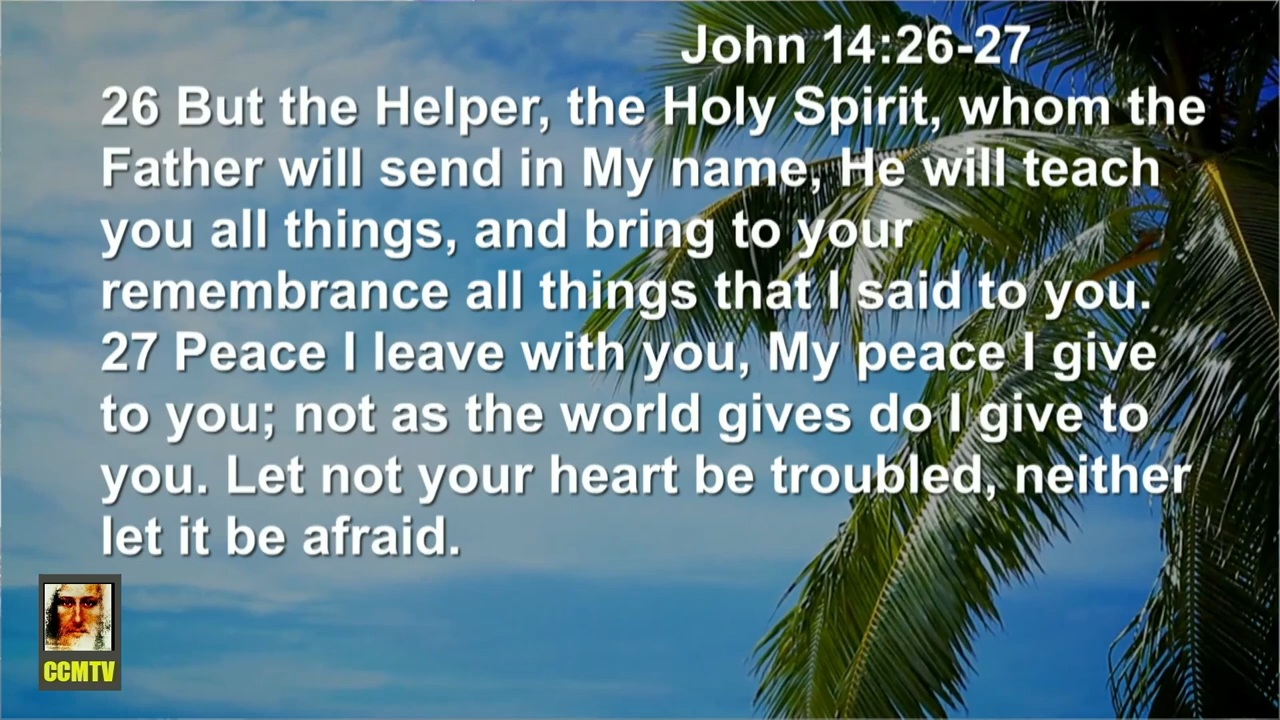 John 14:26-27
26 But the Helper, the Holy Spirit, whom the
Father will send in My name, He will teach
you all things, and bring to your
remembrance all things that I said to you.
27 Peace I leave with you, My peace I give
to you; not as the world gives do I give to
you. Let not your heart be troubled, neither
let it be afraid.
CCMTV